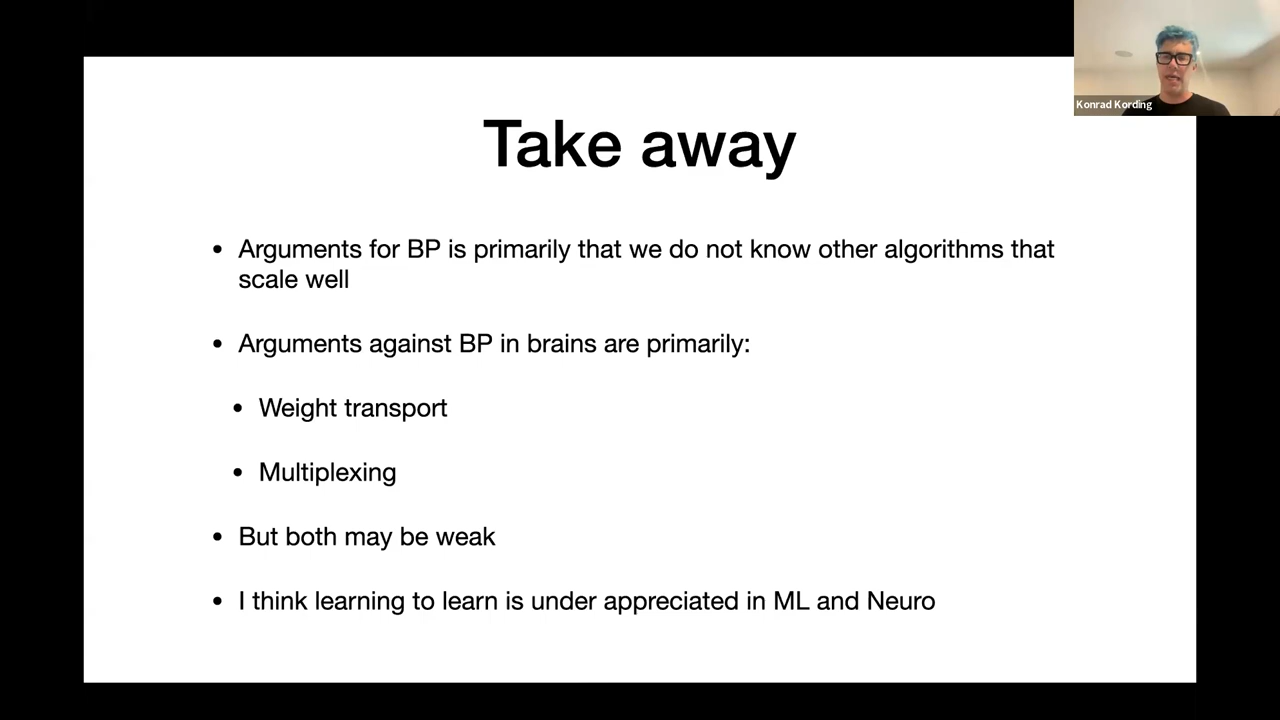 Konrad Kording
Take away
• Arguments for BP is primarily that we do not know other algorithms that
scale well
• Arguments against BP in brains are primarily:
• Weight transport
• Multiplexing
• But both may be weak
• I think learning to learn is under appreciated in ML and Neuro